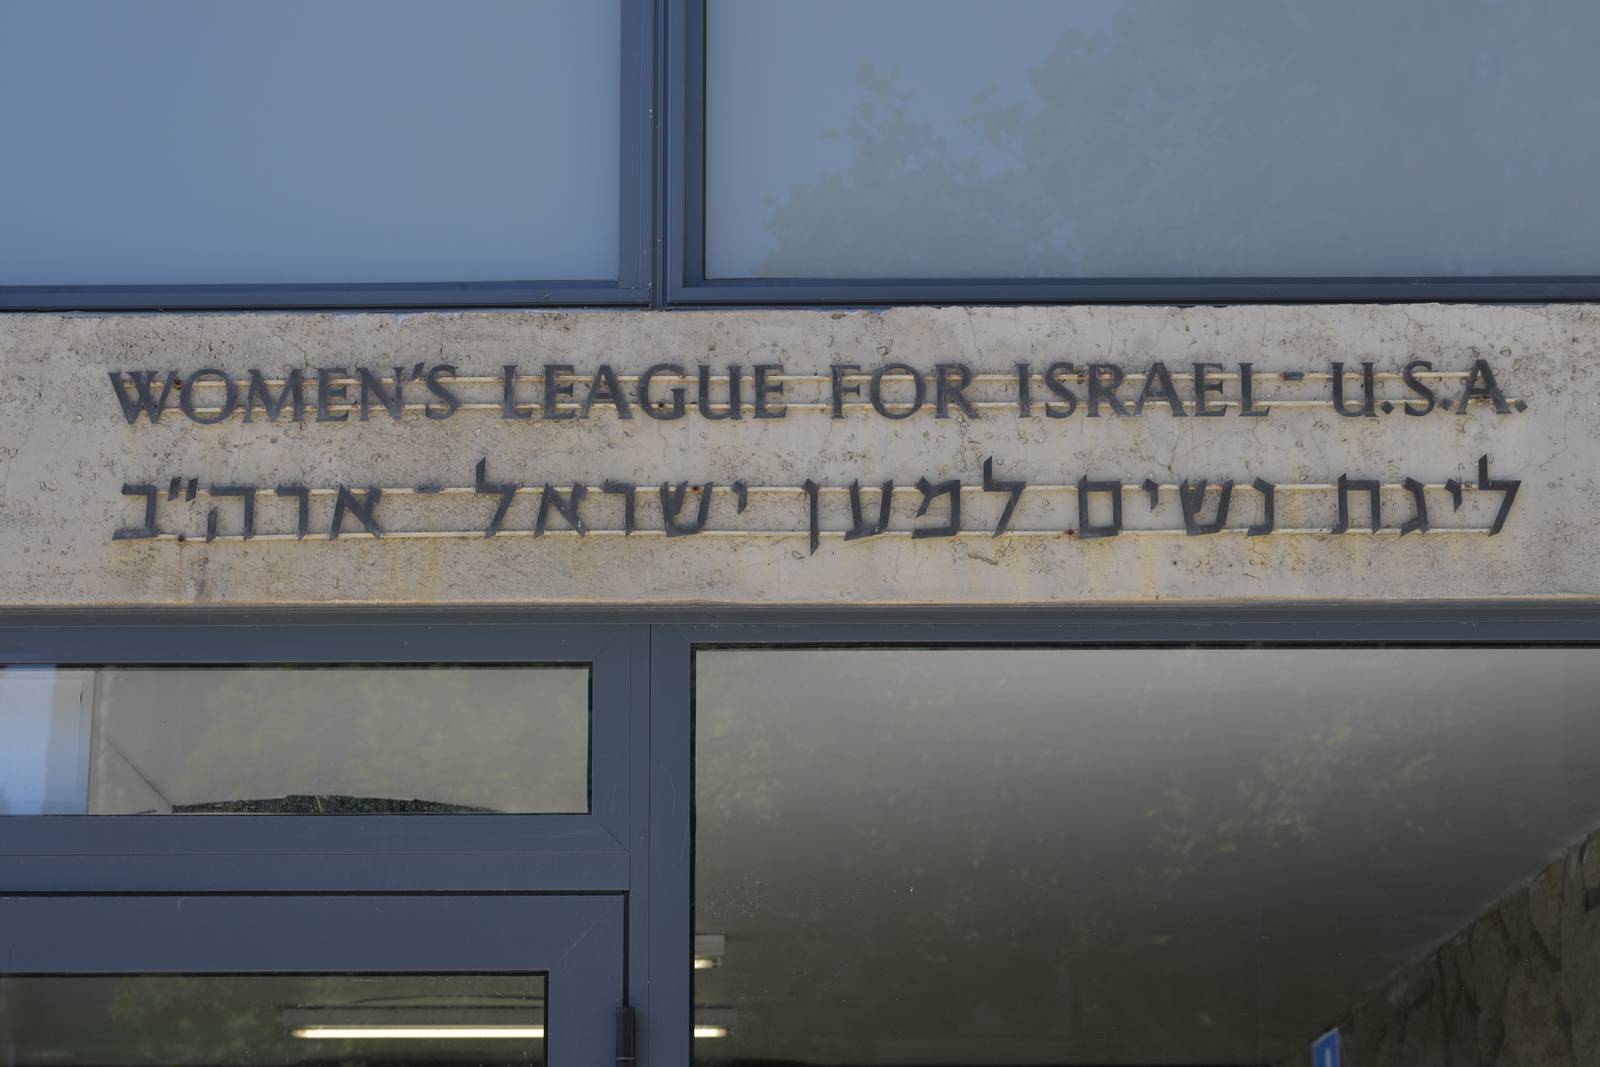 WOMEN'S LEAGUE FOR ISRAEL - U.S.A.
ליגת נשים למען ישראל - ארה"ב